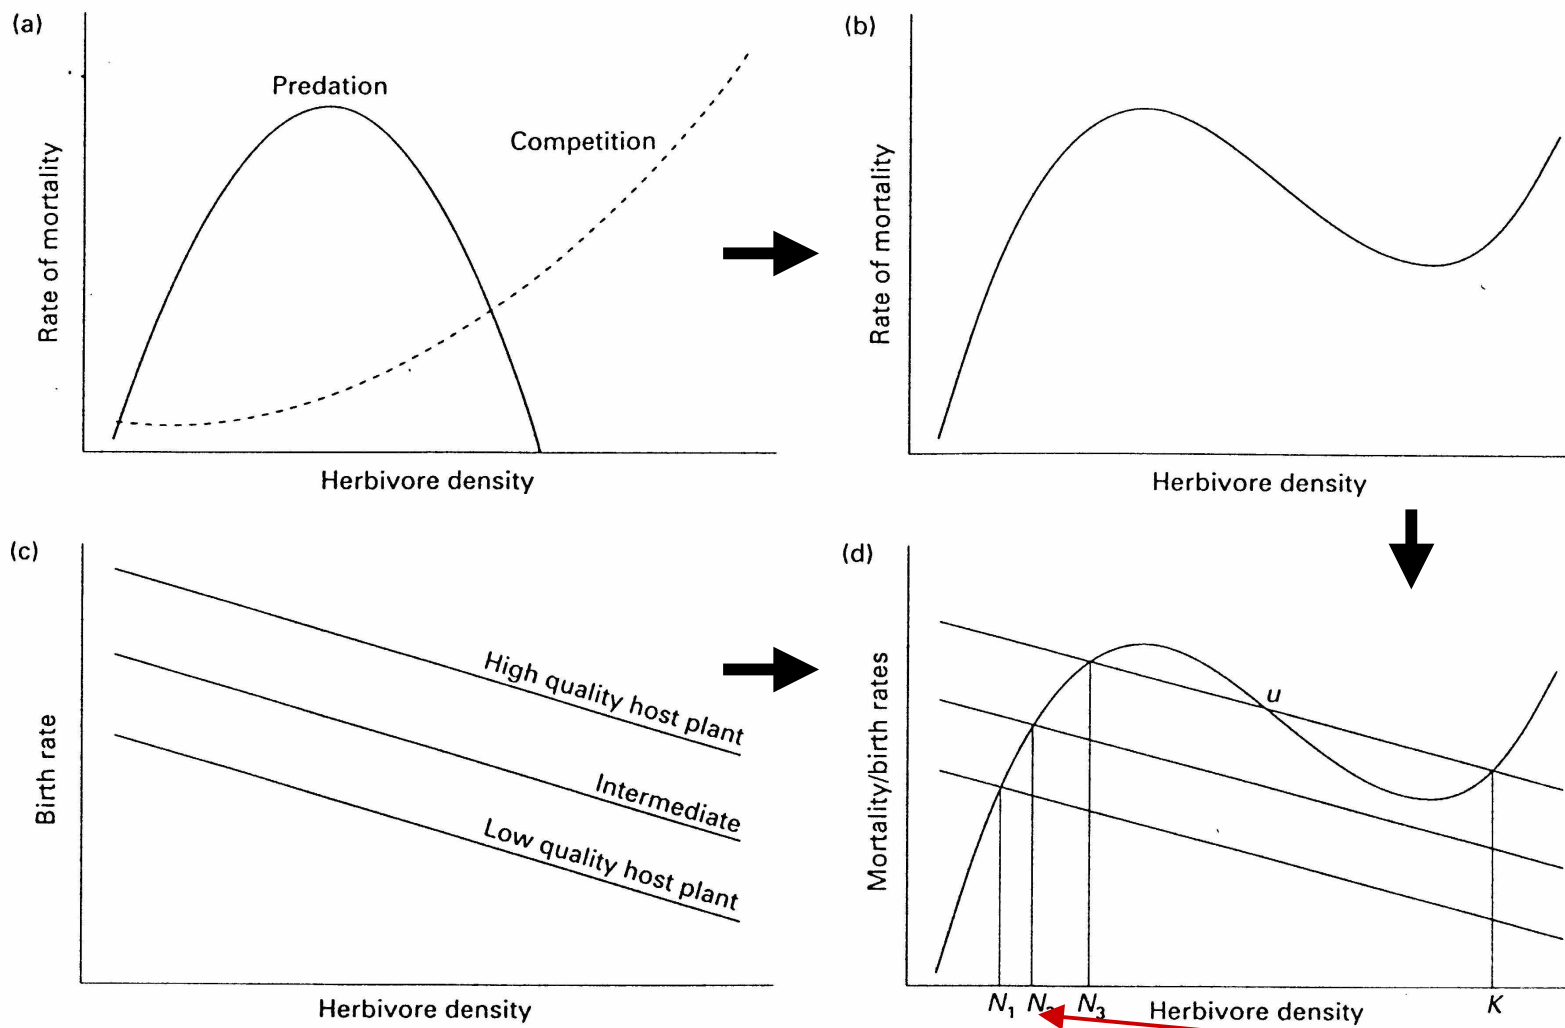 (a)
Predation
Competition
Rate of mortality
Herbivore density
(b)
Rate of mortality
Herbivore density
(c)
High quality host plant
Intermediate
Low quality host plant
Birth rate
Herbivore density
(d)
u
Mortality/birth rates
N1 N2 N3 Herbivore density K